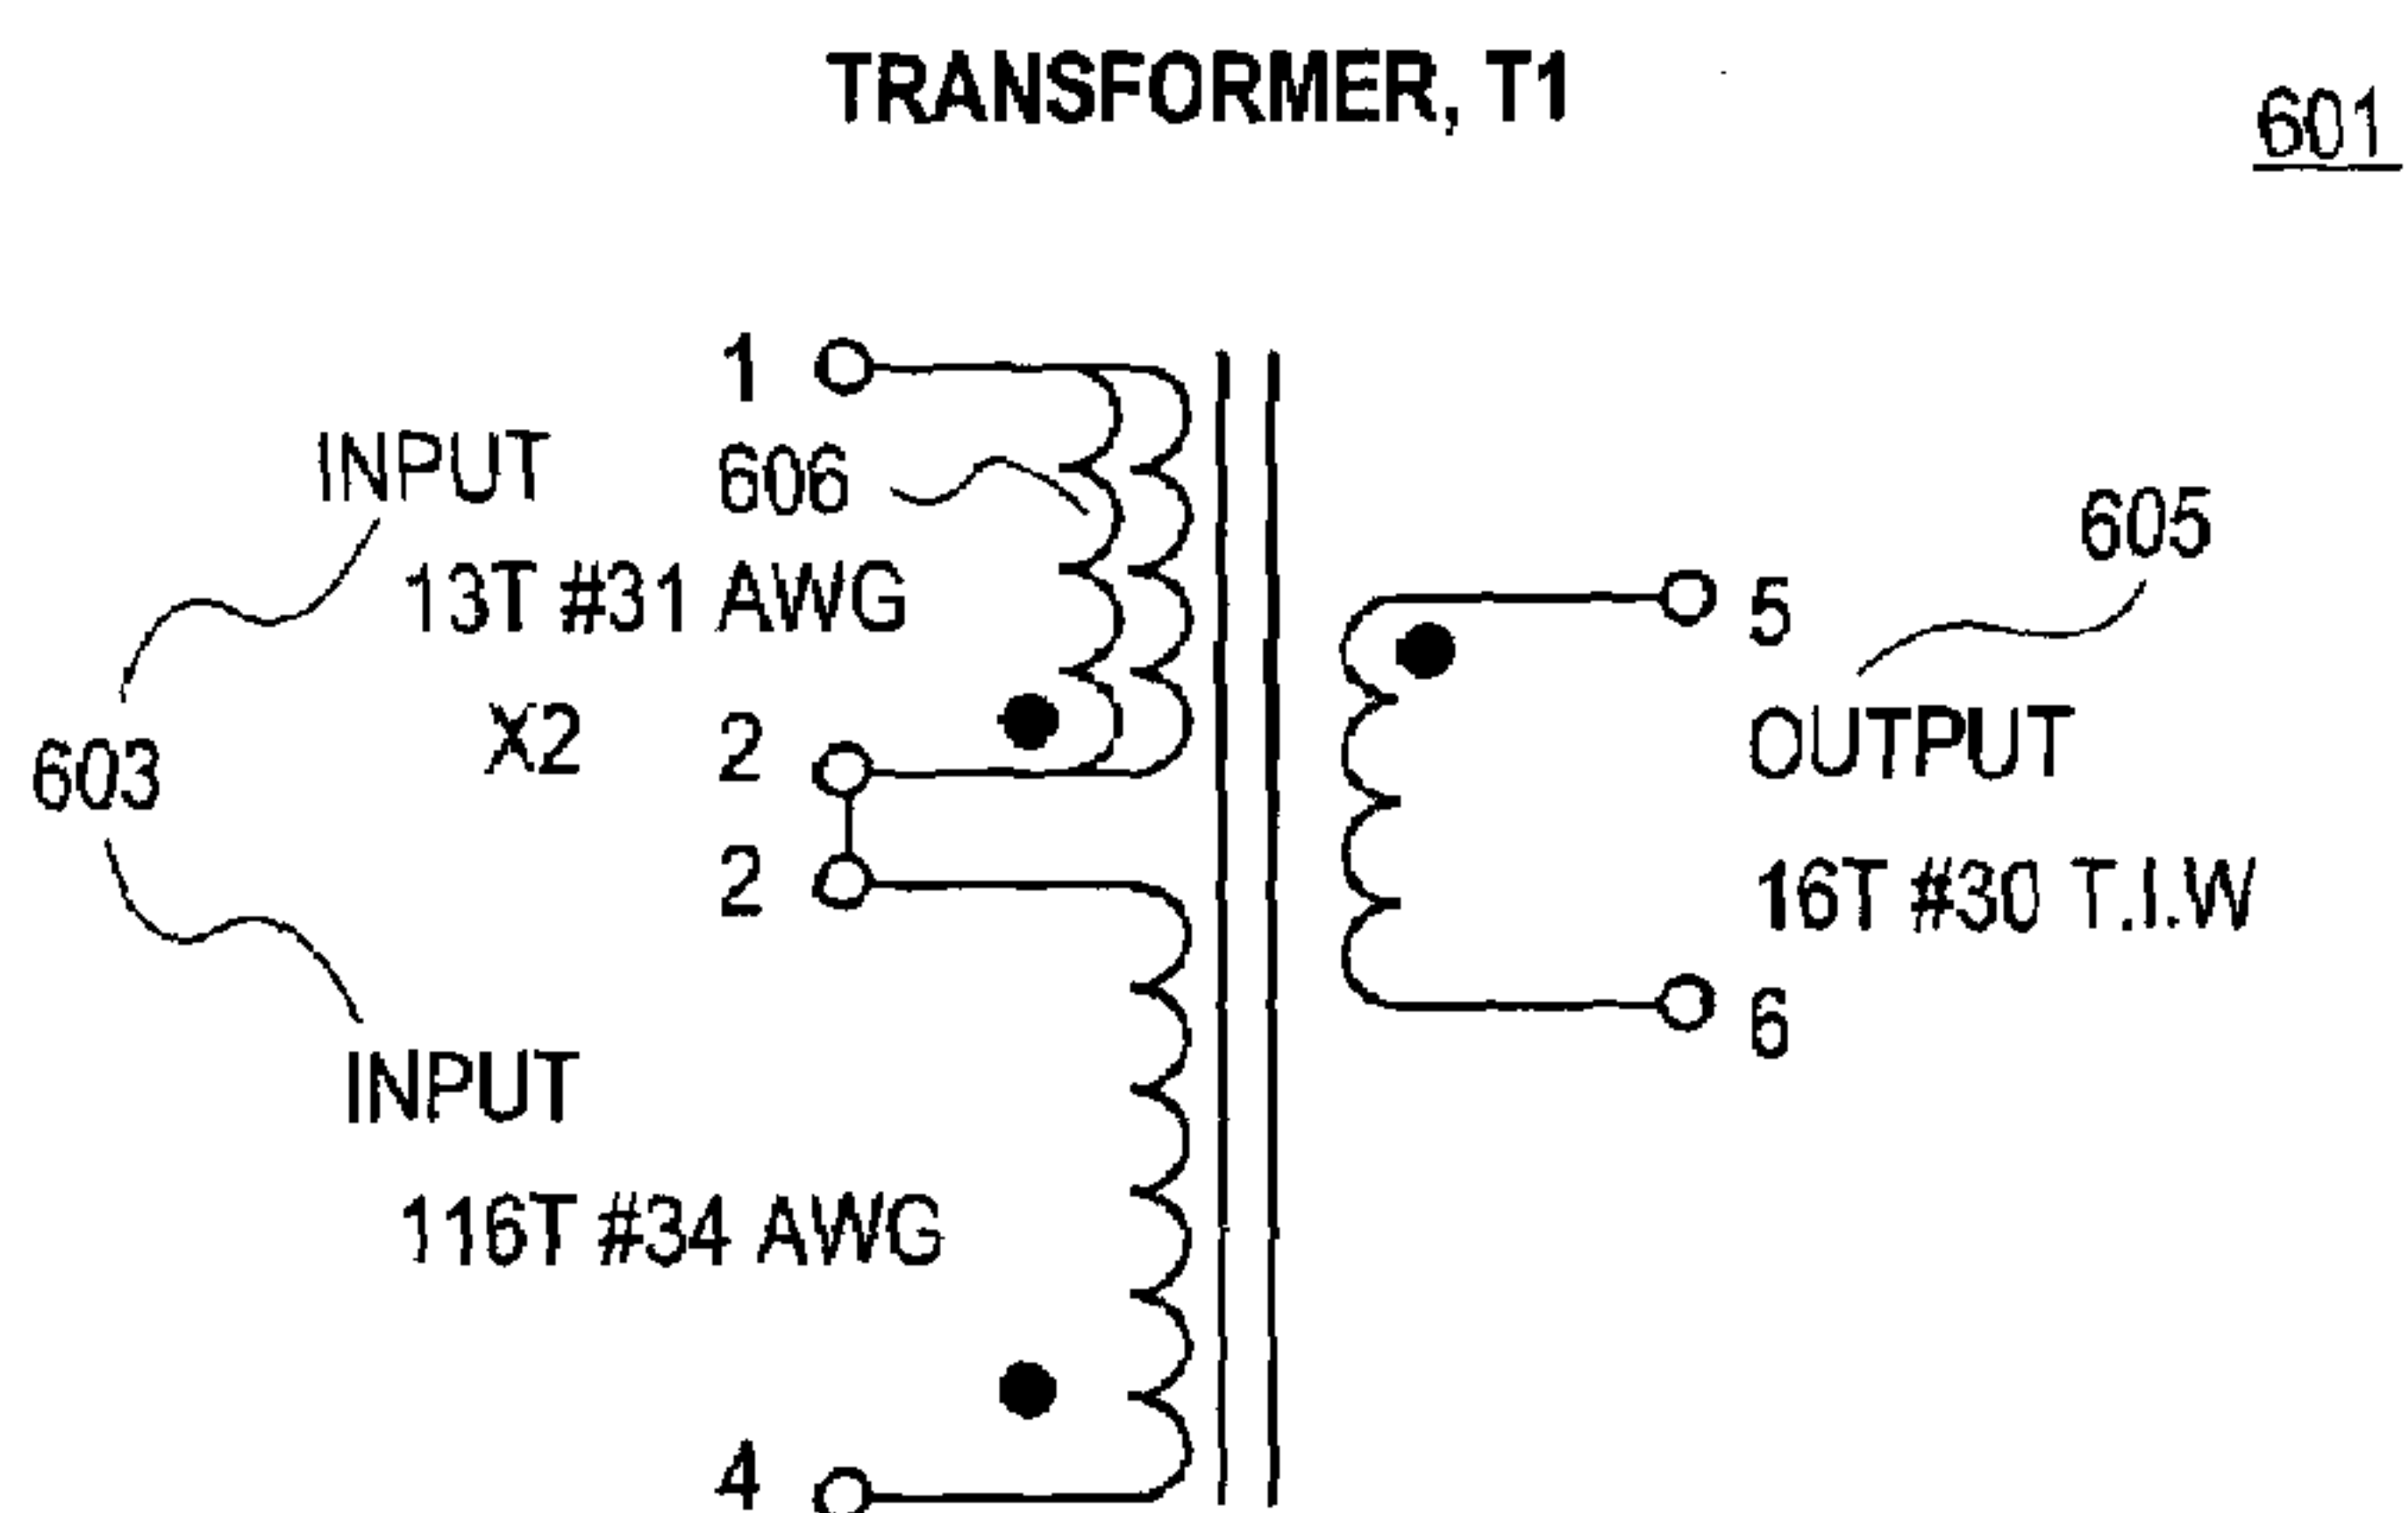 TRANSFORMER, T1
601
1
INPUT
606
13T #31 AWG
X2
2
603
2
INPUT
116T #34 AWG
4
605
5
OUTPUT
16T #30 T.I.W
6